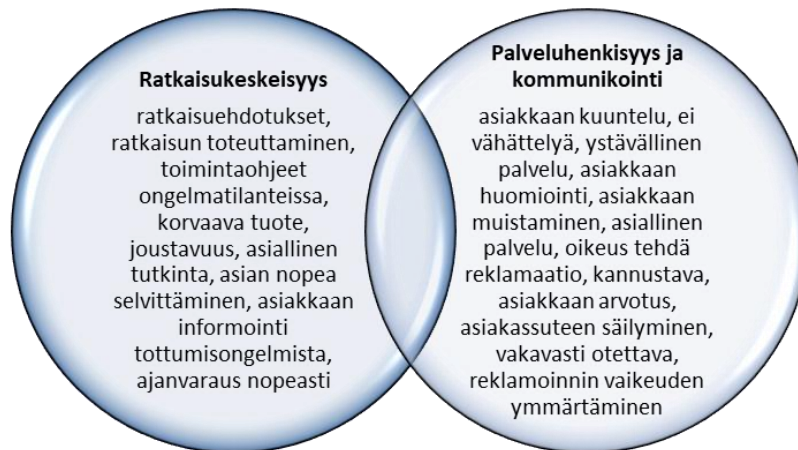 Ratkaisukeskeisyys
ratkaisuehdotukset,
ratkaisun toteuttaminen,
toimintaohjeet
ongelmatilanteissa,
korvaava tuote,
joustavuus, asiallinen
tutkinta, asian nopea
selvittäminen, asiakkaan
informointi
tottumisongelmista,
ajanvaraus nopeasti
Palveluhenkisyys ja
kommunikointi
asiakkaan kuuntelu, ei
vähättelyä, ystävällinen
palvelu, asiakkaan
huomiointi, asiakkaan
muistaminen, asiallinen
palvelu, oikeus tehdä
reklamaatio, kannustava,
asiakkaan arvotus,
asiakassuteen säilyminen,
vakavasti otettava,
reklamoinnin vaikeuden
ymmärtäminen